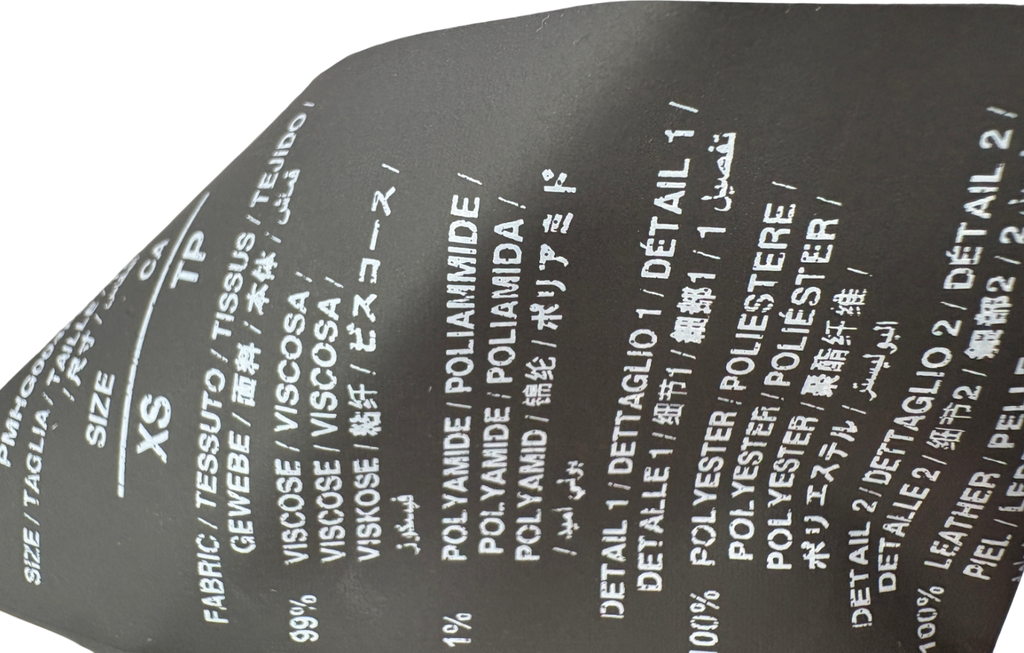 SIZE / TAGLIA / TAILLE
/ 尺寸 /
SIZE CA
XS TP
FABRIC / TESSUTO / TISSUS / TEJIDO /
GEWEBE / 面料 / 本体 / قماش
99% VISCOSE / VISCOSA /
VISCOSE / VISCOSA /
VISKOSE / 粘纤 / ビスコース /
فيسكوز
1% POLYAMIDE / POLIAMMIDE /
POLYAMIDE / POLIAMIDA /
POLYAMID / 锦纶 / ポリアミド
/ بولي أميد
DETAIL 1 / DETTAGLIO 1 / DÉTAIL 1 /
DETALLE 1 / 细节1 / 細部1 / 1 تفصيل
100% POLYESTER / POLIESTERE /
POLYESTER / POLIÉSTER /
POLYESTER / 聚酯纤维 /
ポリエステル / البوليستر
DETAIL 2 / DETTAGLIO 2 / DÉTAIL 2 /
DETALLE 2 / 细节2 / 細部2 / 2
100% LEATHER / PELLE
PIEL /